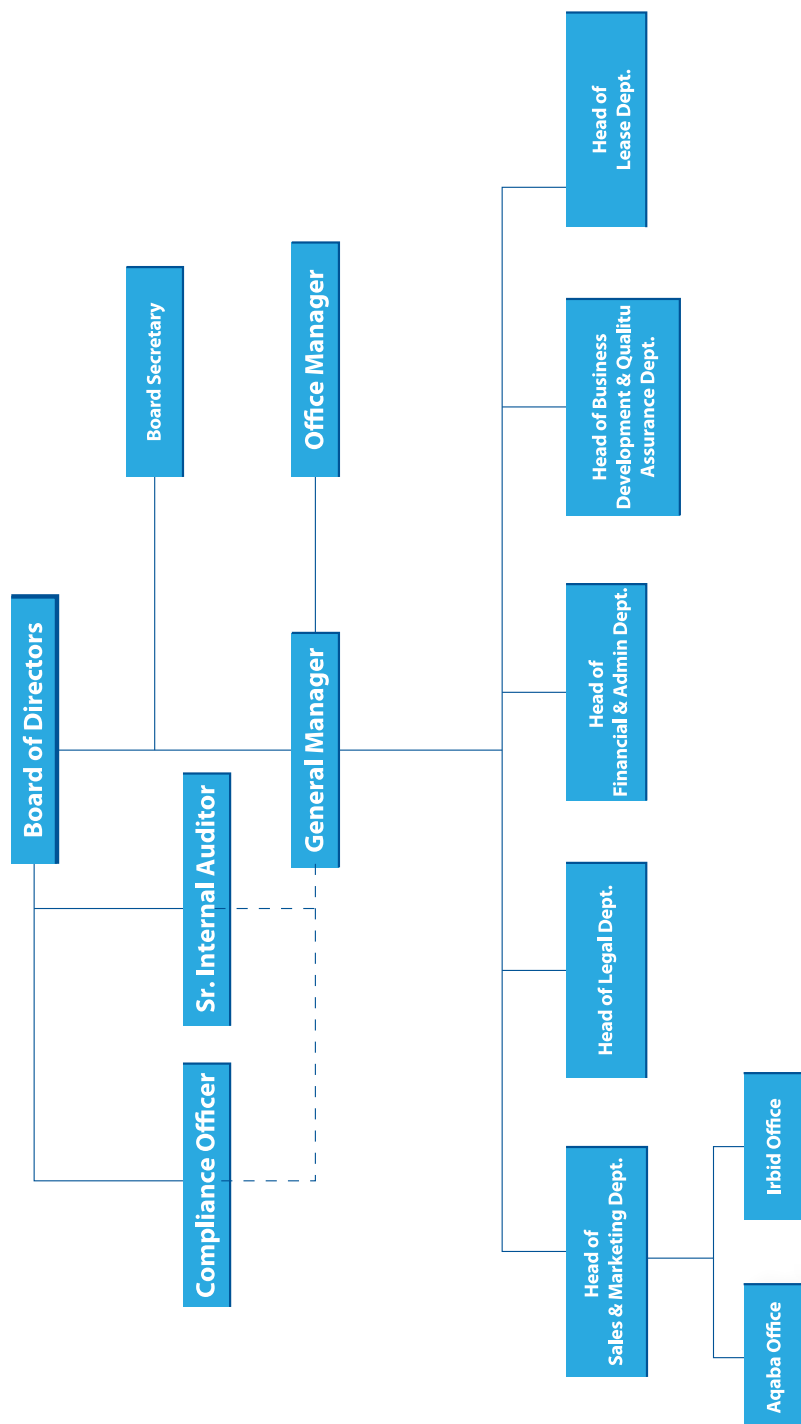 Board of Directors
Board Secretary
Compliance Officer
Sr. Internal Auditor
General Manager
Office Manager
Head of
Sales & Marketing Dept.
Head of Legal Dept.
Head of
Financial & Admin Dept.
Head of Business
Development & Qualitu
Assurance Dept.
Head of
Lease Dept.
Aqaba Office
Irbid Office